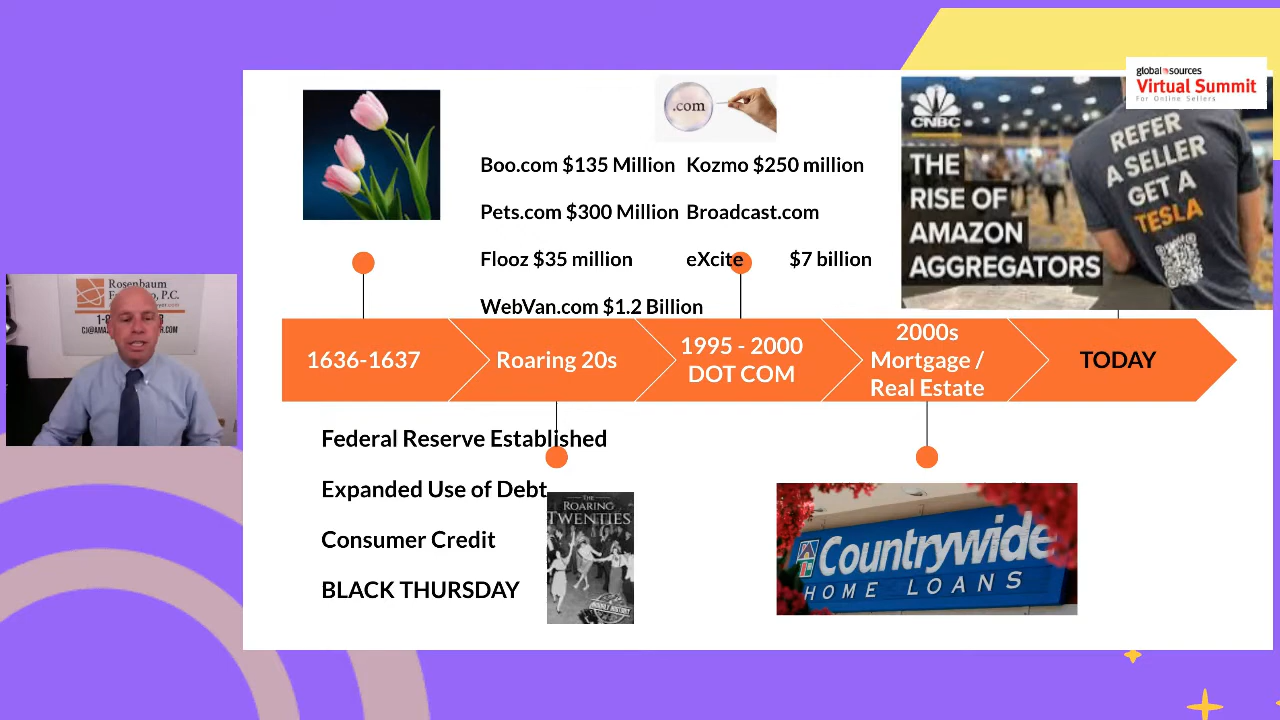 global sources
Virtual Summit
For Online Sellers
.com
Boo.com $135 Million Kozmo $250 million
Pets.com $300 Million Broadcast.com
Flooz $35 million eXcite $7 billion
WebVan.com $1.2 Billion
CNBC
THE
RISE OF
AMAZON
AGGREGATORS
REFER
A SELLER
GET A
TESLA
Rosenbaum
P.C.
1636-1637
Roaring 20s
1995 - 2000
DOT COM
2000s
Mortgage /
Real Estate
TODAY
Federal Reserve Established
Expanded Use of Debt
Consumer Credit
BLACK THURSDAY
THE
ROARING
TWENTIES
HOURLY HISTORY
Countrywide
HOME LOANS